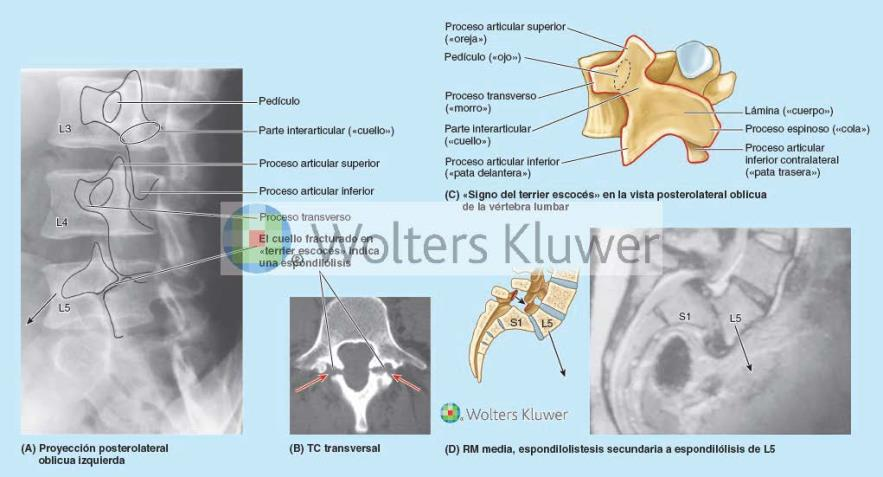 Proceso articular superior
(«oreja»)
Pedículo («ojo»)
Proceso transverso
(«morro»)
Parte interarticular
(«cuello»)
Proceso articular inferior
(«pata delantera»)
Lámina («cuerpo»)
Proceso espinoso («cola»)
Proceso articular
inferior contralateral
(«pata trasera»)
(C) «Signo del terrier escocés» en la vista posterolateral oblicua
de la vértebra lumbar
Pedículo
Parte interarticular («cuello»)
Proceso articular superior
Proceso articular inferior
Proceso transverso
El cuello fracturado en
«terrier escocés» indica
una espondilólisis
L3
L4
L5
Wolters Kluwer
S1
L5
S1
L5
Wolters Kluwer
(A) Proyección posterolateral
oblicua izquierda
(B) TC transversal
(D) RM media, espondilolistesis secundaria a espondilólisis de L5